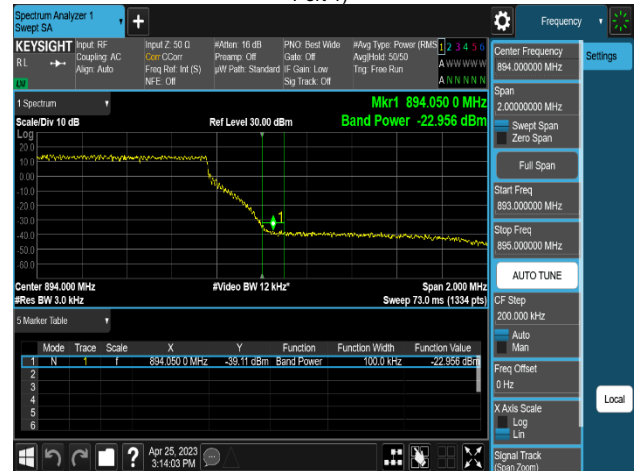 Spectrum Analyzer 1
Swept SA
Frequency
KEYSIGHT
RL
LXI
Input: RF
Coupling: AC
Align: Auto
Input Z: 50 Ω
Corr CCorr
Freq Ref: Int (S)
NFE: Off
#Atten: 16 dB
Preamp: Off
µW Path: Standard
PNO: Best Wide
Gate: Off
IF Gain: Low
Sig Track: Off
#Avg Type: Power (RMS
Avg|Hold: 50/50
Trig: Free Run
1 2 3 4 5 6
A W W W W W
A N N N N N
1 Spectrum
Scale/Div 10 dB
Ref Level 30.00 dBm
Mkr1 894.050 0 MHz
Band Power -22.956 dBm
Log
20.0
10.0
0.00
-10.0
-20.0
-30.0
-40.0
-50.0
-60.0
1
Center 894.000 MHz
#Res BW 3.0 kHz
#Video BW 12 kHz*
Span 2.000 MHz
Sweep 73.0 ms (1334 pts)
5 Marker Table
Mode Trace Scale X Y Function Function Width Function Value
1 N 1 f 894.050 0 MHz -39.11 dBm Band Power 100.0 kHz -22.956 dBm
2
3
4
5
6
Apr 25, 2023
3:14:03 PM
Center Frequency
894.000000 MHz
Span
2.00000000 MHz
Swept Span
Zero Span
Full Span
Start Freq
893.000000 MHz
Stop Freq
895.000000 MHz
AUTO TUNE
CF Step
200.000 kHz
Auto
Man
Freq Offset
0 Hz
X Axis Scale
Log
Lin
Signal Track
(Span Zoom)
Settings
Local